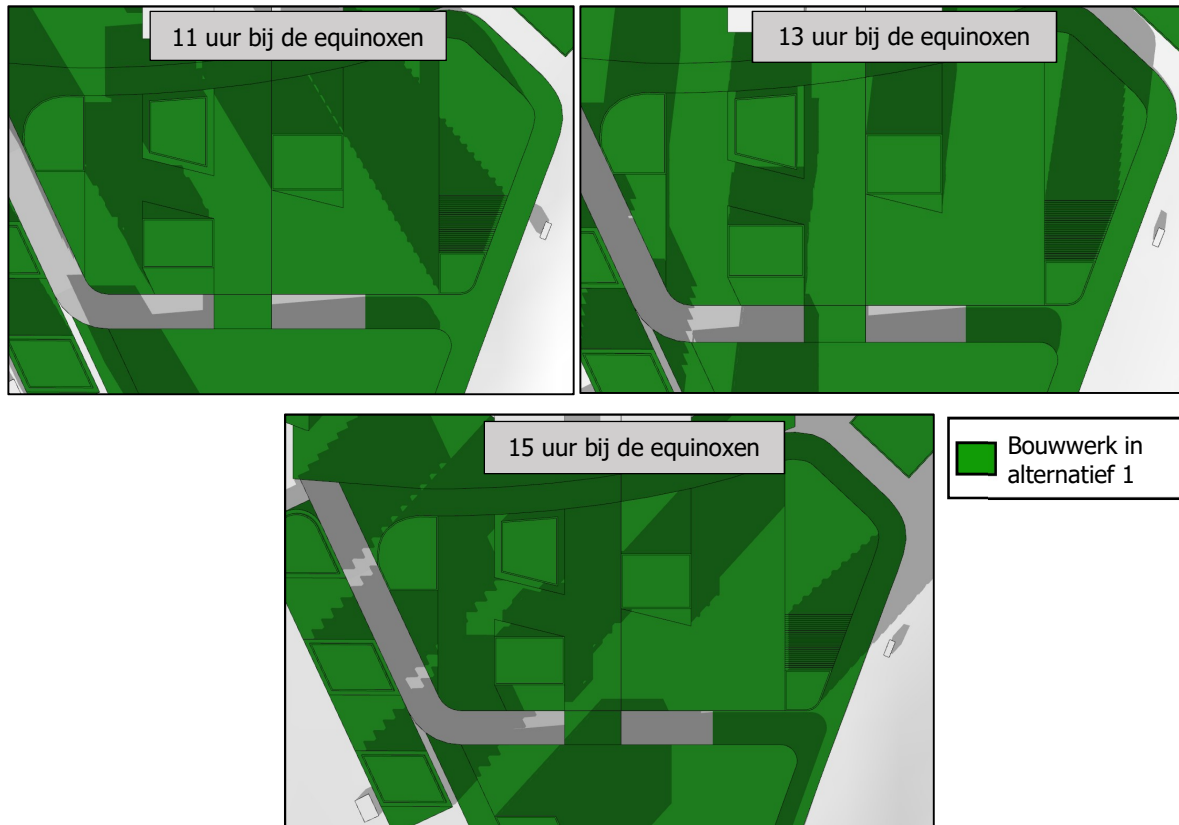 11 uur bij de equinoxen
13 uur bij de equinoxen
15 uur bij de equinoxen
Bouwwerk in
alternatief 1